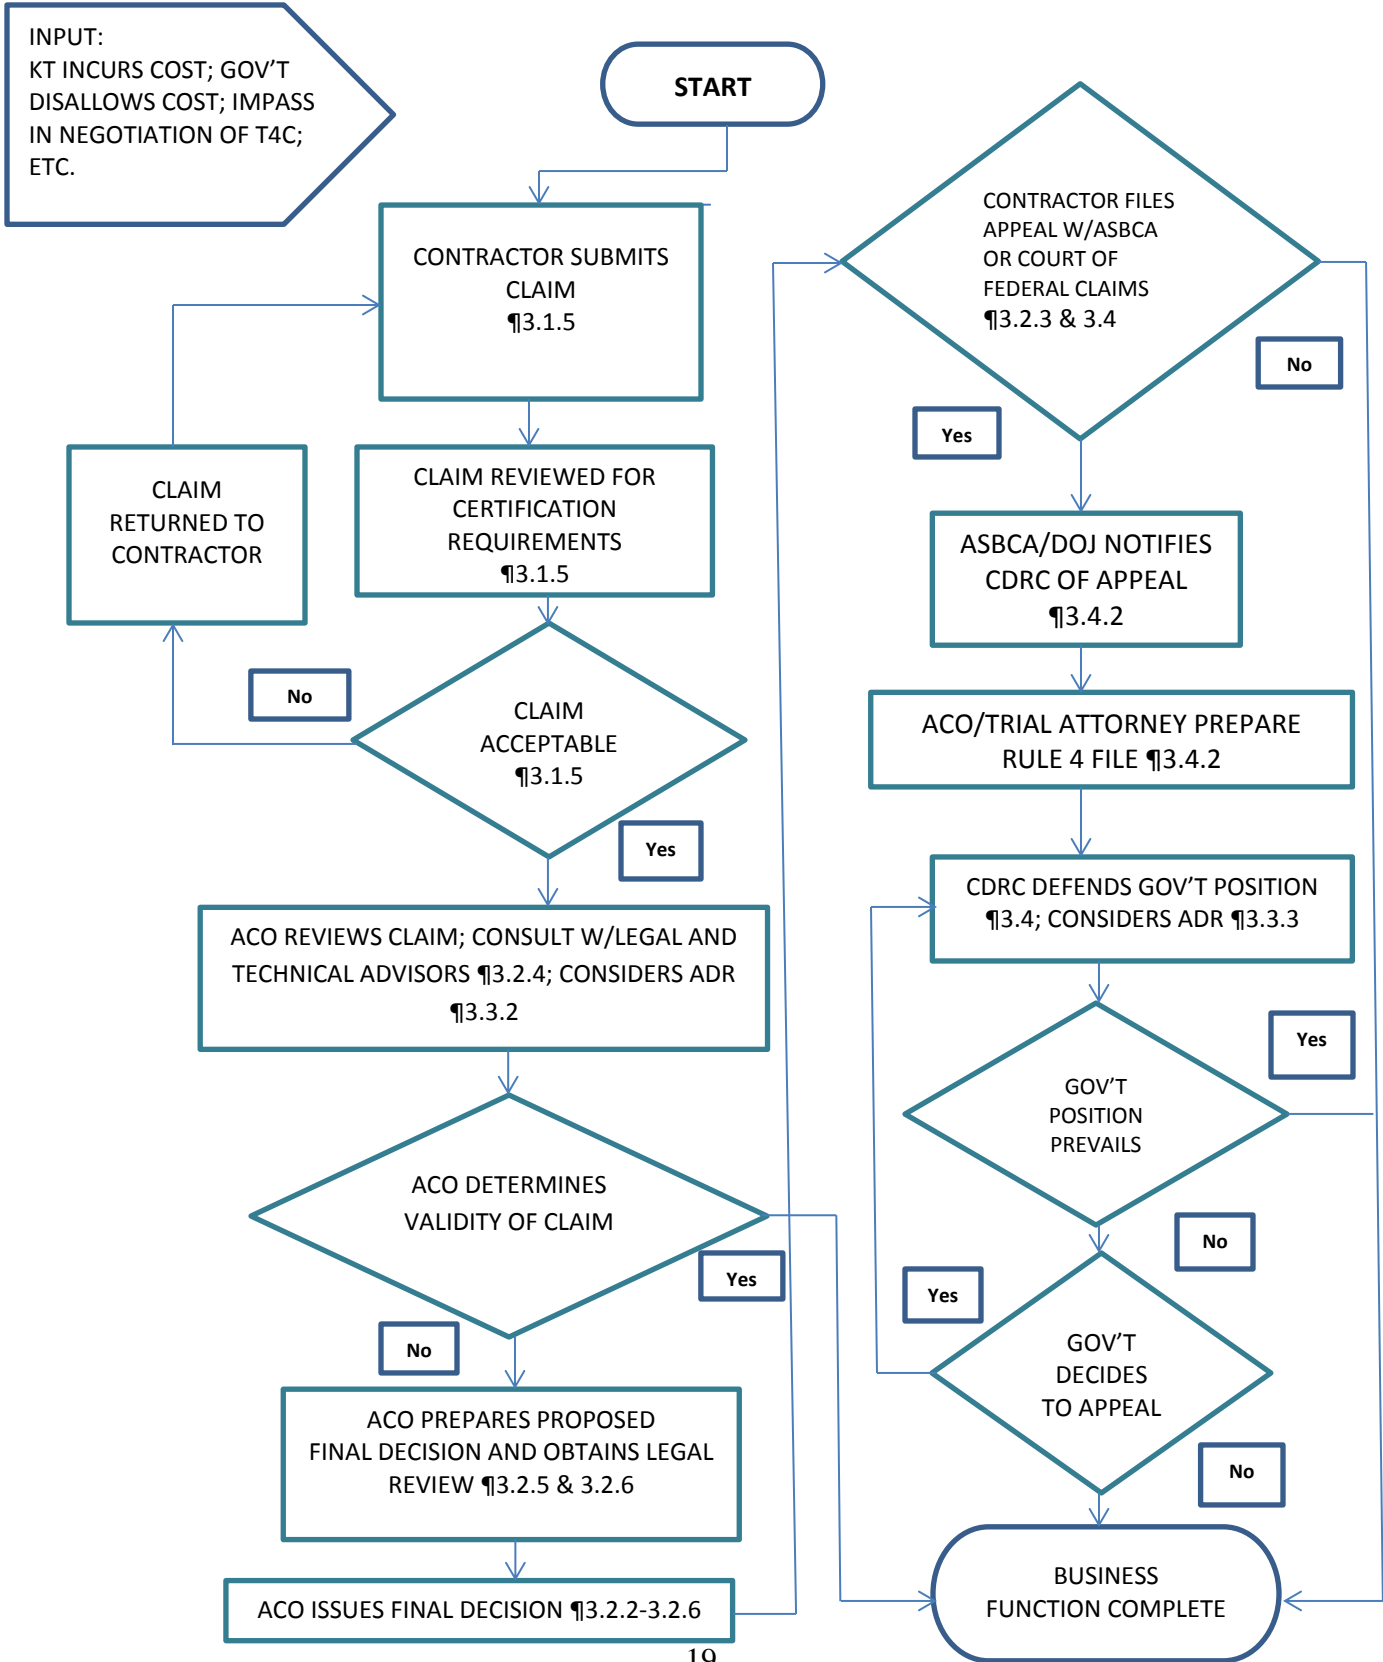 INPUT:
KT INCURS COST; GOV’T
DISALLOWS COST; IMPASS
IN NEGOTIATION OF T4C;
ETC.
START
CONTRACTOR SUBMITS
CLAIM
¶3.1.5
CLAIM
RETURNED TO
CONTRACTOR
CLAIM REVIEWED FOR
CERTIFICATION
REQUIREMENTS
¶3.1.5
No
CLAIM
ACCEPTABLE
¶3.1.5
Yes
ACO REVIEWS CLAIM; CONSULT W/LEGAL AND
TECHNICAL ADVISORS ¶3.2.4; CONSIDERS ADR
¶3.3.2
ACO DETERMINES
VALIDITY OF CLAIM
Yes
No
ACO PREPARES PROPOSED
FINAL DECISION AND OBTAINS LEGAL
REVIEW ¶3.2.5 & 3.2.6
ACO ISSUES FINAL DECISION ¶3.2.2-3.2.6
CONTRACTOR FILES
APPEAL W/ASBCA
OR COURT OF
FEDERAL CLAIMS
¶3.2.3 & 3.4
No
Yes
ASBCA/DOJ NOTIFIES
CDRC OF APPEAL
¶3.4.2
ACO/TRIAL ATTORNEY PREPARE
RULE 4 FILE ¶3.4.2
CDRC DEFENDS GOV’T POSITION
¶3.4; CONSIDERS ADR ¶3.3.3
Yes
GOV’T
POSITION
PREVAILS
No
Yes
GOV’T
DECIDES
TO APPEAL
No
BUSINESS
FUNCTION COMPLETE
19